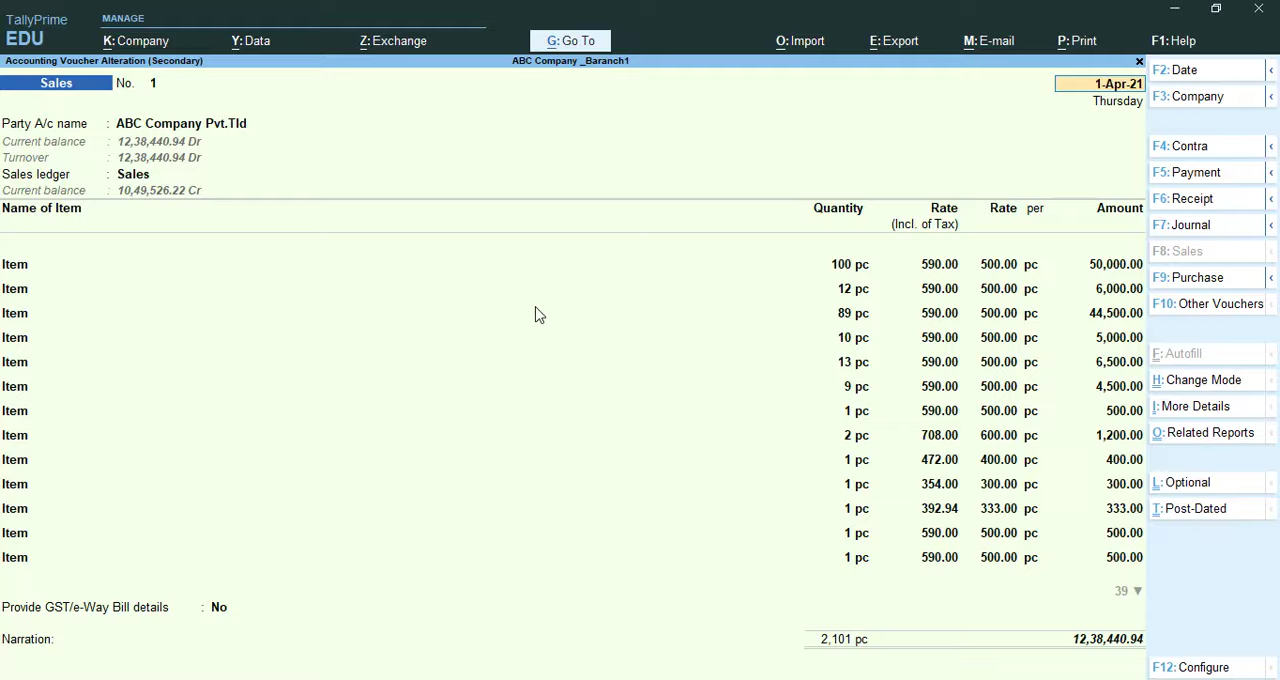 TallyPrime
EDU
MANAGE
K: Company
Y: Data
Z: Exchange
G: Go To
O: Import
E: Export
M: E-mail
P: Print
F1: Help
Accounting Voucher Alteration (Secondary)
ABC Company _Baranch1
Sales
No. 1
1-Apr-21
Thursday
Party A/c name : ABC Company Pvt.Tld
Current balance : 12,38,440.94 Dr
Turnover : 12,38,440.94 Dr
Sales ledger : Sales
Current balance : 10,49,526.22 Cr
Name of Item Quantity Rate Rate per Amount
(Incl. of Tax)
Item 100 pc 590.00 500.00 pc 50,000.00
Item 12 pc 590.00 500.00 pc 6,000.00
Item 89 pc 590.00 500.00 pc 44,500.00
Item 10 pc 590.00 500.00 pc 5,000.00
Item 13 pc 590.00 500.00 pc 6,500.00
Item 9 pc 590.00 500.00 pc 4,500.00
Item 1 pc 590.00 500.00 pc 500.00
Item 2 pc 708.00 600.00 pc 1,200.00
Item 1 pc 472.00 400.00 pc 400.00
Item 1 pc 354.00 300.00 pc 300.00
Item 1 pc 392.94 333.00 pc 333.00
Item 1 pc 590.00 500.00 pc 500.00
Item 1 pc 590.00 500.00 pc 500.00
39 ▼
Provide GST/e-Way Bill details : No
Narration: 2,101 pc 12,38,440.94
F2: Date
F3: Company
F4: Contra
F5: Payment
F6: Receipt
F7: Journal
F8: Sales
F9: Purchase
F10: Other Vouchers
F: Autofill
H: Change Mode
I: More Details
O: Related Reports
L: Optional
T: Post-Dated
F12: Configure